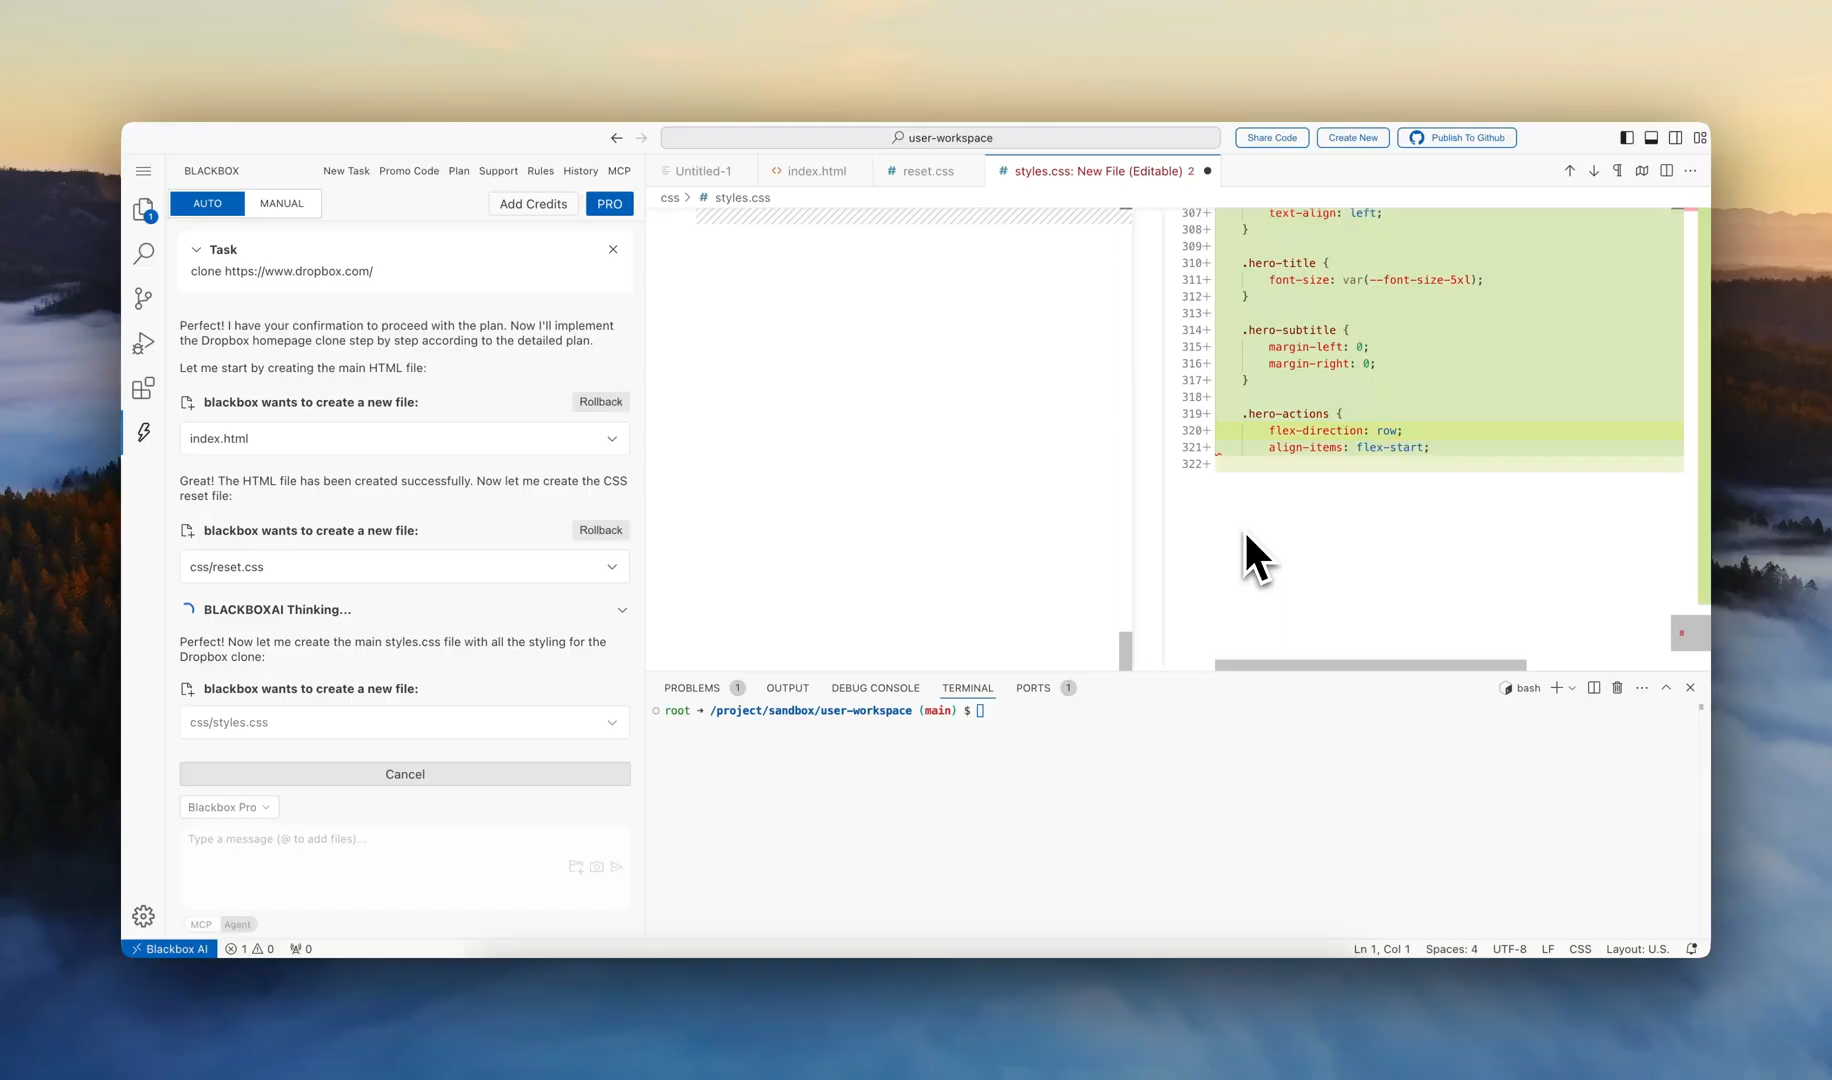 user-workspace
Share Code
Create New
Publish To Github
BLACKBOX
New Task
Promo Code
Plan
Support
Rules
History
MCP
AUTO
MANUAL
Add Credits
PRO
1
Task
clone https://www.dropbox.com/
Perfect! I have your confirmation to proceed with the plan. Now I'll implement
the Dropbox homepage clone step by step according to the detailed plan.
Let me start by creating the main HTML file:
blackbox wants to create a new file:
Rollback
index.html
Great! The HTML file has been created successfully. Now let me create the CSS
reset file:
blackbox wants to create a new file:
Rollback
css/reset.css
BLACKBOXAI Thinking...
Perfect! Now let me create the main styles.css file with all the styling for the
Dropbox clone:
blackbox wants to create a new file:
css/styles.css
Cancel
Blackbox Pro
Type a message (@ to add files)...
MCP
Agent
Untitled-1
index.html
reset.css
styles.css: New File (Editable) 2
css > # styles.css
307+ text-align: left;
308+ }
309+
310+ .hero-title {
311+ font-size: var(--font-size-5xl);
312+ }
313+
314+ .hero-subtitle {
315+ margin-left: 0;
316+ margin-right: 0;
317+ }
318+
319+ .hero-actions {
320+ flex-direction: row;
321+ align-items: flex-start;
322+
PROBLEMS 1
OUTPUT
DEBUG CONSOLE
TERMINAL
PORTS 1
bash
root → /project/sandbox/user-workspace (main) $
Blackbox AI
1
0
0
Ln 1, Col 1
Spaces: 4
UTF-8
LF
CSS
Layout: U.S.